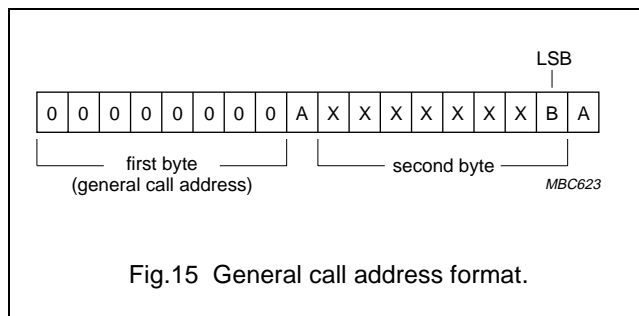 LSB
0 0 0 0 0 0 0 0 A X X X X X X X B A
first byte
(general call address)
second byte
MBC623
Fig.15 General call address format.